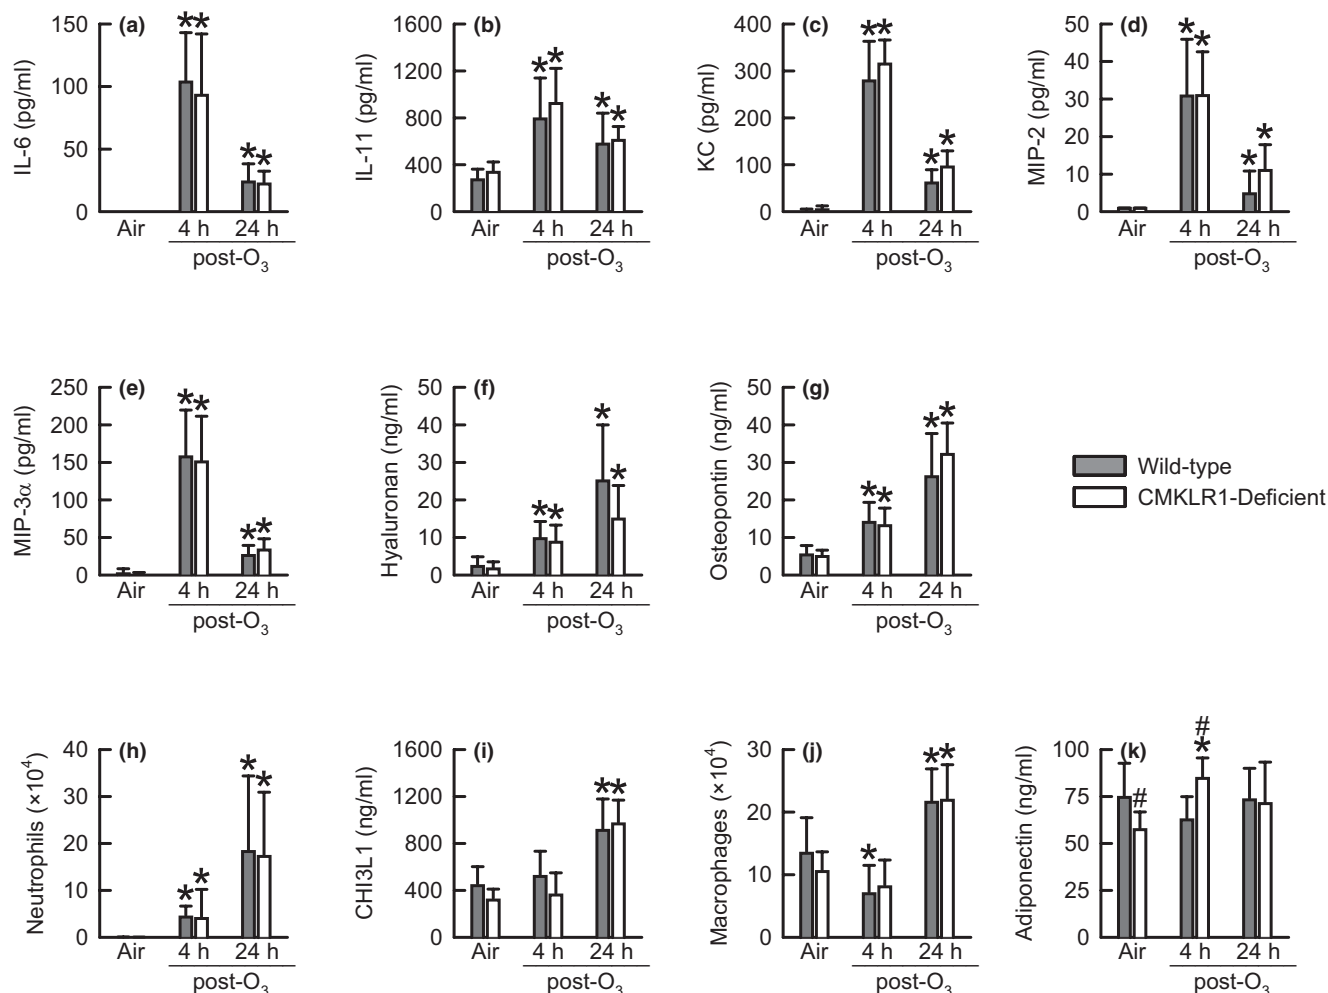 (a)
IL-6 (pg/ml)
150
100
50
0
* * * *
Air 4 h 24 h
post-O₃
(b)
IL-11 (pg/ml)
1600
1200
800
400
0
* * * *
Air 4 h 24 h
post-O₃
(c)
KC (pg/ml)
400
300
200
100
0
* * * *
Air 4 h 24 h
post-O₃
(d)
MIP-2 (pg/ml)
50
40
30
20
10
0
* * * *
Air 4 h 24 h
post-O₃
(e)
MIP-3α (pg/ml)
250
200
150
100
50
0
* * * *
Air 4 h 24 h
post-O₃
(f)
Hyaluronan (ng/ml)
50
40
30
20
10
0
* * * *
Air 4 h 24 h
post-O₃
(g)
Osteopontin (ng/ml)
50
40
30
20
10
0
* * * *
Air 4 h 24 h
post-O₃
Wild-type
CMKLR1-Deficient
(h)
Neutrophils (×10⁴)
40
30
20
10
0
* * * *
Air 4 h 24 h
post-O₃
(i)
CHI3L1 (ng/ml)
1600
1200
800
400
0
* *
Air 4 h 24 h
post-O₃
(j)
Macrophages (×10⁴)
30
20
10
0
* * *
Air 4 h 24 h
post-O₃
(k)
Adiponectin (ng/ml)
100
75
50
25
0
#
#
*
Air 4 h 24 h
post-O₃